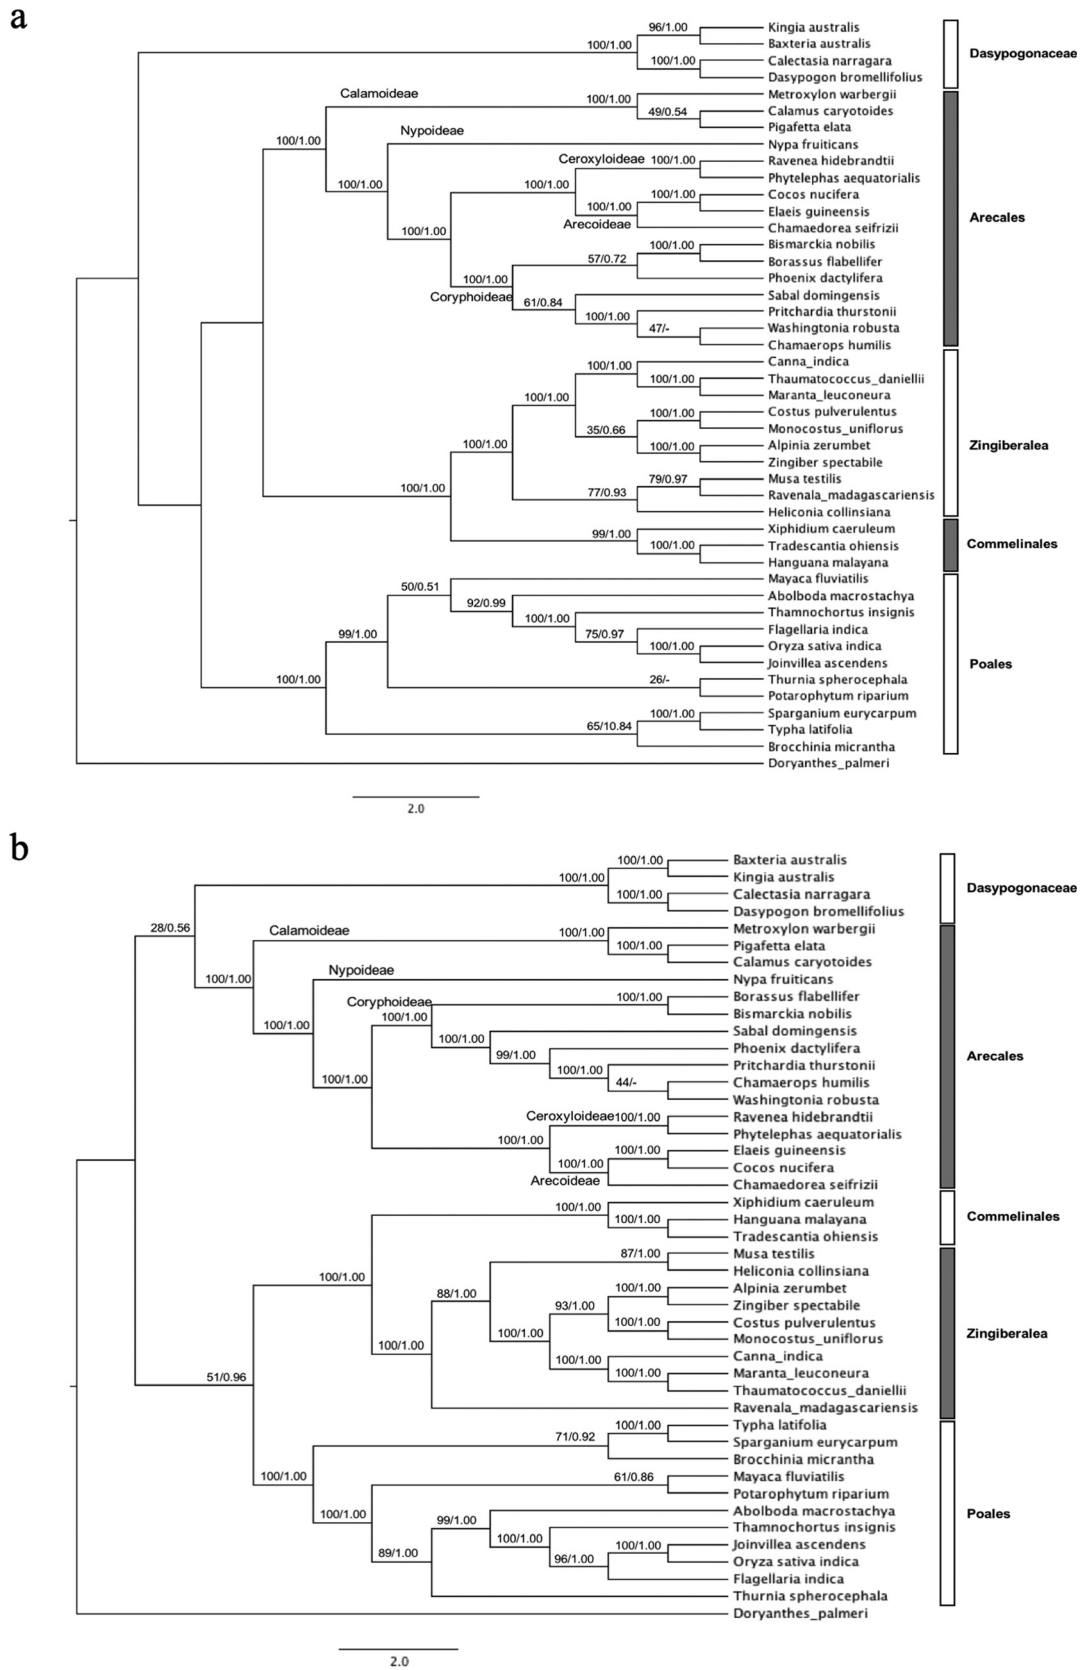 a
96/1.00 Kingia australis
100/1.00 Baxteria australis
Dasypogonaceae
100/1.00 Calectasia narragara
Dasypogon bromellifolius
Calamoideae 100/1.00 Metroxylon warbergii
49/0.54 Calamus caryotoides
Pigafetta elata
100/1.00 Nypoideae Nypa fruiticans
Ceroxyloideae 100/1.00 Ravenea hidebrandtii
100/1.00 100/1.00 Phytelephas aequatorialis
100/1.00 Cocos nucifera
100/1.00 Elaeis guineensis
Arecales
100/1.00 Arecoideae Chamaedorea seifrizii
100/1.00 Bismarckia nobilis
57/0.72 Borassus flabellifer
100/1.00 Phoenix dactylifera
Coryphoideae 61/0.84 Sabal domingensis
100/1.00 Pritchardia thurstonii
47/- Washingtonia robusta
Chamaerops humilis
100/1.00 Canna_indica
100/1.00 Thaumatococcus_daniellii
100/1.00 Maranta_leuconeura
100/1.00 Costus pulverulentus
35/0.66 Monocostus_uniflorus
100/1.00 100/1.00 Alpinia zerumbet
Zingiberalea
Zingiber spectabile
79/0.97 Musa testilis
100/1.00 77/0.93 Ravenala_madagascariensis
Heliconia collinsiana
99/1.00 Xiphidium caeruleum
100/1.00 Tradescantia ohiensis
Commelinales
Hanguana malayana
50/0.51 Mayaca fluviatilis
92/0.99 Abolboda macrostachya
100/1.00 Thamnochortus insignis
99/1.00 75/0.97 Flagellaria indica
100/1.00 Oryza sativa indica
Joinvillea ascendens
Poales
100/1.00 26/- Thurnia spherocephala
Potarophytum riparium
100/1.00 Sparganium eurycarpum
65/10.84 Typha latifolia
Brocchinia micrantha
Doryanthes_palmeri
2.0
b
100/1.00 Baxteria australis
100/1.00 Kingia australis
Dasypogonaceae
100/1.00 Calectasia narragara
Dasypogon bromellifolius
28/0.56 Calamoideae 100/1.00 Metroxylon warbergii
100/1.00 Pigafetta elata
Calamus caryotoides
100/1.00 Nypoideae Nypa fruiticans
Coryphoideae 100/1.00 Borassus flabellifer
100/1.00 Bismarckia nobilis
100/1.00 100/1.00 Sabal domingensis
99/1.00 Phoenix dactylifera
Arecales
100/1.00 Pritchardia thurstonii
100/1.00 44/- Chamaerops humilis
Washingtonia robusta
Ceroxyloideae 100/1.00 Ravenea hidebrandtii
100/1.00 Phytelephas aequatorialis
100/1.00 Elaeis guineensis
100/1.00 Cocos nucifera
Arecoideae Chamaedorea seifrizii
100/1.00 Xiphidium caeruleum
100/1.00 Hanguana malayana
Commelinales
Tradescantia ohiensis
87/1.00 Musa testilis
100/1.00 Heliconia collinsiana
88/1.00 100/1.00 Alpinia zerumbet
93/1.00 Zingiber spectabile
100/1.00 Costus pulverulentus
Zingiberalea
100/1.00 100/1.00 Monocostus_uniflorus
100/1.00 Canna_indica
100/1.00 Maranta_leuconeura
51/0.96 Thaumatococcus_daniellii
Ravenala_madagascariensis
100/1.00 Typha latifolia
71/0.92 Sparganium eurycarpum
Brocchinia micrantha
100/1.00 61/0.86 Mayaca fluviatilis
Potarophytum riparium
100/1.00 99/1.00 Abolboda macrostachya
Poales
100/1.00 Thamnochortus insignis
89/1.00 100/1.00 Joinvillea ascendens
96/1.00 Oryza sativa indica
Flagellaria indica
Thurnia spherocephala
Doryanthes_palmeri
2.0